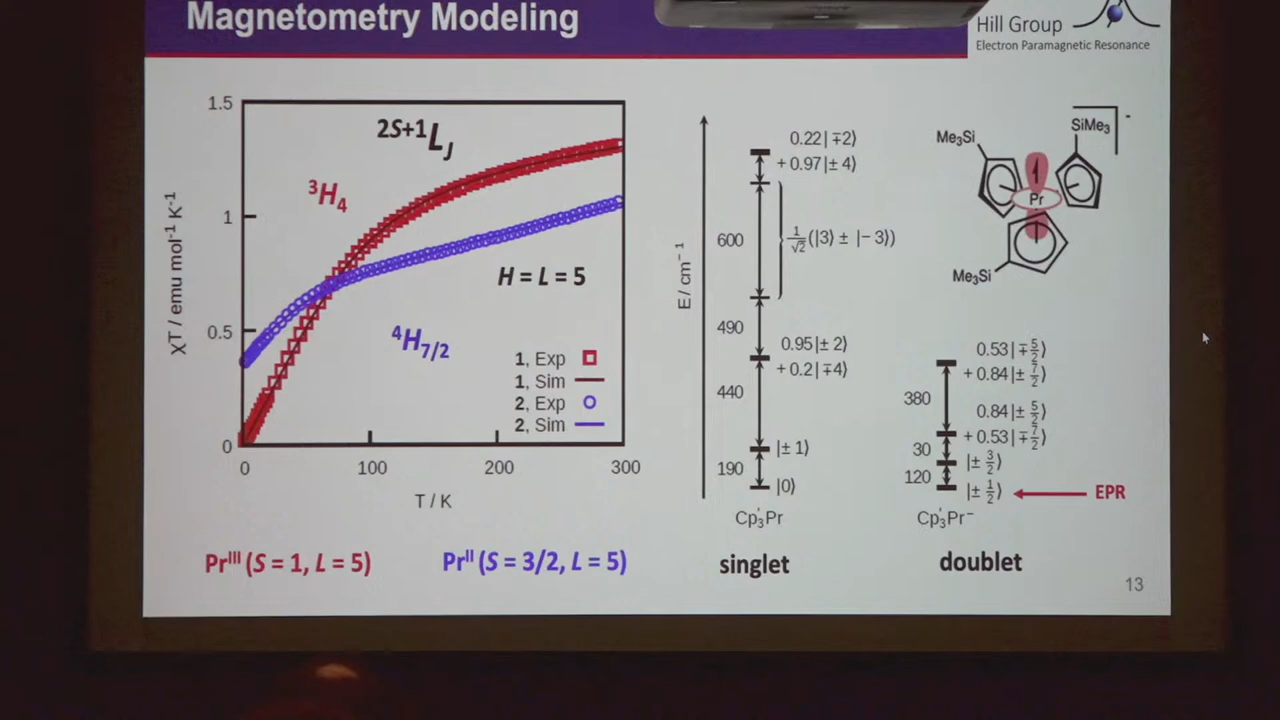 Magnetometry Modeling
Hill Group
Electron Paramagnetic Resonance
1.5
1
0.5
0
χT / emu mol⁻¹ K⁻¹
²ˢ⁺¹L_J
³H₄
H = L = 5
⁴H₇/₂
1, Exp
1, Sim
2, Exp
2, Sim
0 100 200 300
T / K
Pr^III (S = 1, L = 5)
Pr^II (S = 3/2, L = 5)
E / cm⁻¹
0.22|∓2⟩
+ 0.97|± 4⟩
600
1/√2(|3⟩ ± |−3⟩)
490
0.95|± 2⟩
+ 0.2|∓4⟩
440
|± 1⟩
190
|0⟩
Cp′₃Pr
singlet
Me₃Si
SiMe₃
-
Pr
Me₃Si
0.53|∓5/2⟩
+ 0.84|± 7/2⟩
380
0.84|± 5/2⟩
+ 0.53|∓7/2⟩
30
|± 3/2⟩
120
|± 1/2⟩
EPR
Cp′₃Pr⁻
doublet
13